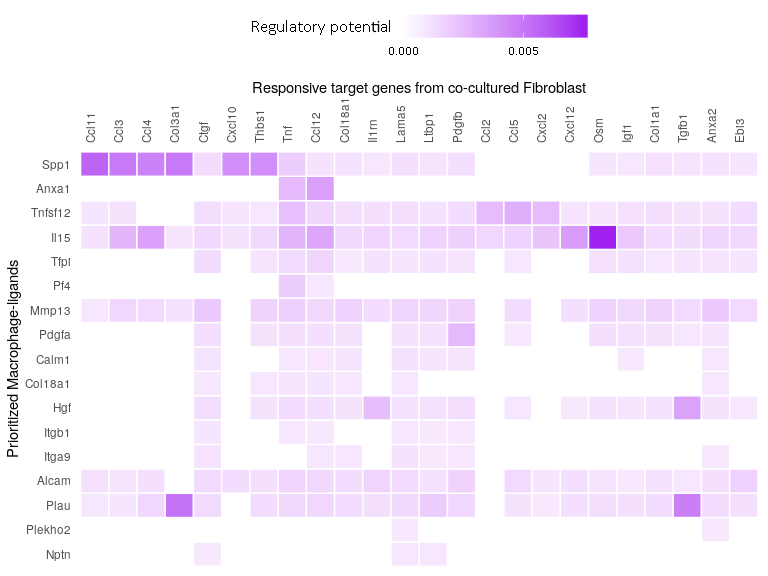 Regulatory potential
0.000 0.005
Responsive target genes from co-cultured Fibroblast
Ccl11 Ccl3 Ccl4 Col3a1 Ctgf Cxcl10 Thbs1 Tnf Ccl12 Col18a1 Il1rn Lama5 Ltbp1 Pdgfb Ccl2 Ccl5 Cxcl2 Cxcl12 Osm Igf1 Col1a1 Tgfb1 Anxa2 Ebi3
Prioritized Macrophage-ligands
Spp1
Anxa1
Tnfsf12
Il15
Tfpi
Pf4
Mmp13
Pdgfa
Calm1
Col18a1
Hgf
Itgb1
Itga9
Alcam
Plau
Plekho2
Nptn